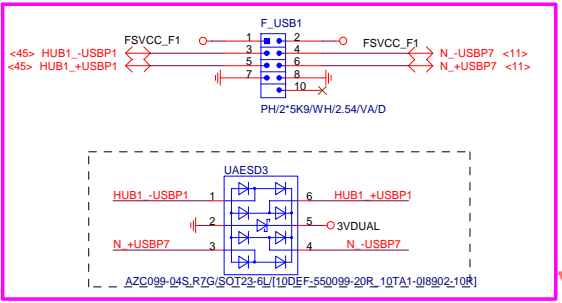 F_USB1
FSVCC_F1 1 2 FSVCC_F1
<45> HUB1_-USBP1 3 4 N_-USBP7 <11>
<45> HUB1_+USBP1 5 6 N_+USBP7 <11>
7 8
10
PH/2*5K9/WH/2.54/VA/D
UAESD3
HUB1_-USBP1 1 6 HUB1_+USBP1
2 5 3VDUAL
N_+USBP7 3 4 N_-USBP7
AZC099-04S.R7G/SOT23-6L/[10DEF-550099-20R_10TA1-0I8902-10R]